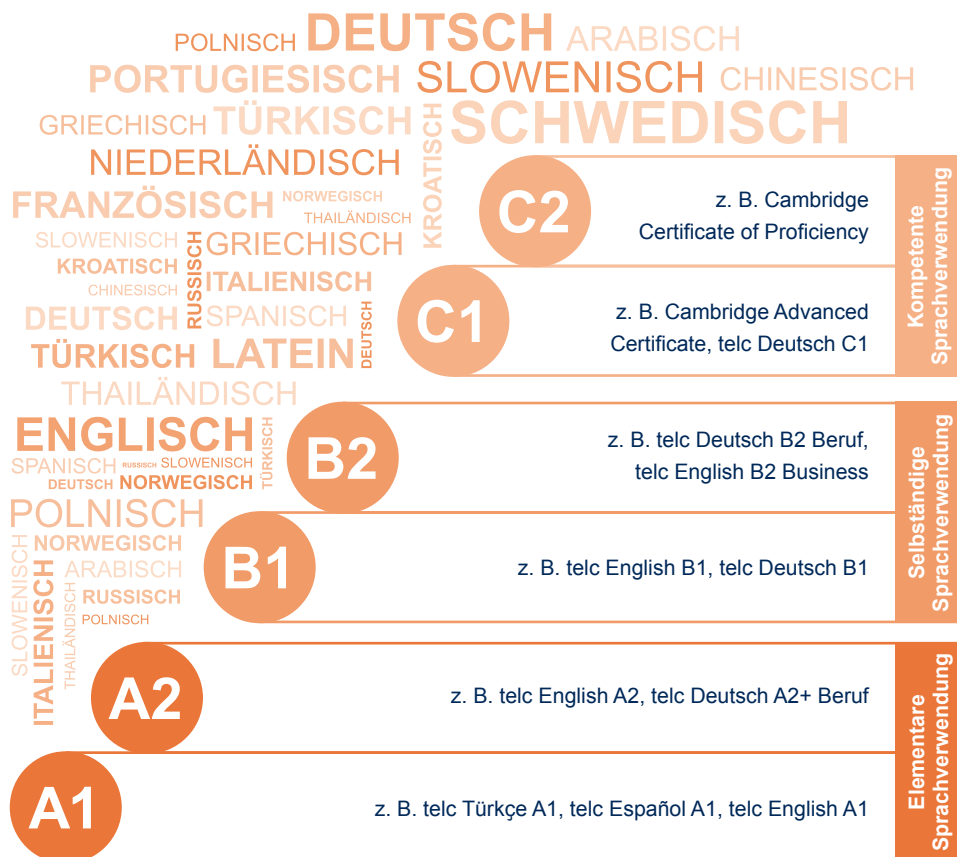 POLNISCH DEUTSCH ARABISCH
PORTUGIESISCH SLOWENISCH CHINESISCH
GRIECHISCH TÜRKISCH KROATISCH SCHWEDISCH
NIEDERLÄNDISCH
FRANZÖSISCH NORWEGISCH
THAILÄNDISCH
SLOWENISCH RUSSISCH GRIECHISCH
KROATISCH ITALIENISCH
CHINESISCH
DEUTSCH SPANISCH DEUTSCH
TÜRKISCH LATEIN
THAILÄNDISCH
ENGLISCH TÜRKISCH
SPANISCH RUSSISCH SLOWENISCH
DEUTSCH NORWEGISCH
POLNISCH
SLOWENISCH NORWEGISCH
ITALIENISCH ARABISCH
THAILÄNDISCH RUSSISCH
POLNISCH
C2
z. B. Cambridge
Certificate of Proficiency
C1
z. B. Cambridge Advanced
Certificate, telc Deutsch C1
Kompetente
Sprachverwendung
B2
z. B. telc Deutsch B2 Beruf,
telc English B2 Business
B1
z. B. telc English B1, telc Deutsch B1
Selbständige
Sprachverwendung
A2
z. B. telc English A2, telc Deutsch A2+ Beruf
A1
z. B. telc Türkçe A1, telc Español A1, telc English A1
Elementare
Sprachverwendung